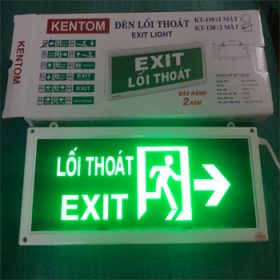 KENTOM
ĐÈN LỐI THOÁT
EXIT LIGHT
KT-110 (1 MẶT)
KT-120 (2 MẶT)
EXIT
LỐI THOÁT
BẢO HÀNH
2 NĂM
LỐI THOÁT
EXIT